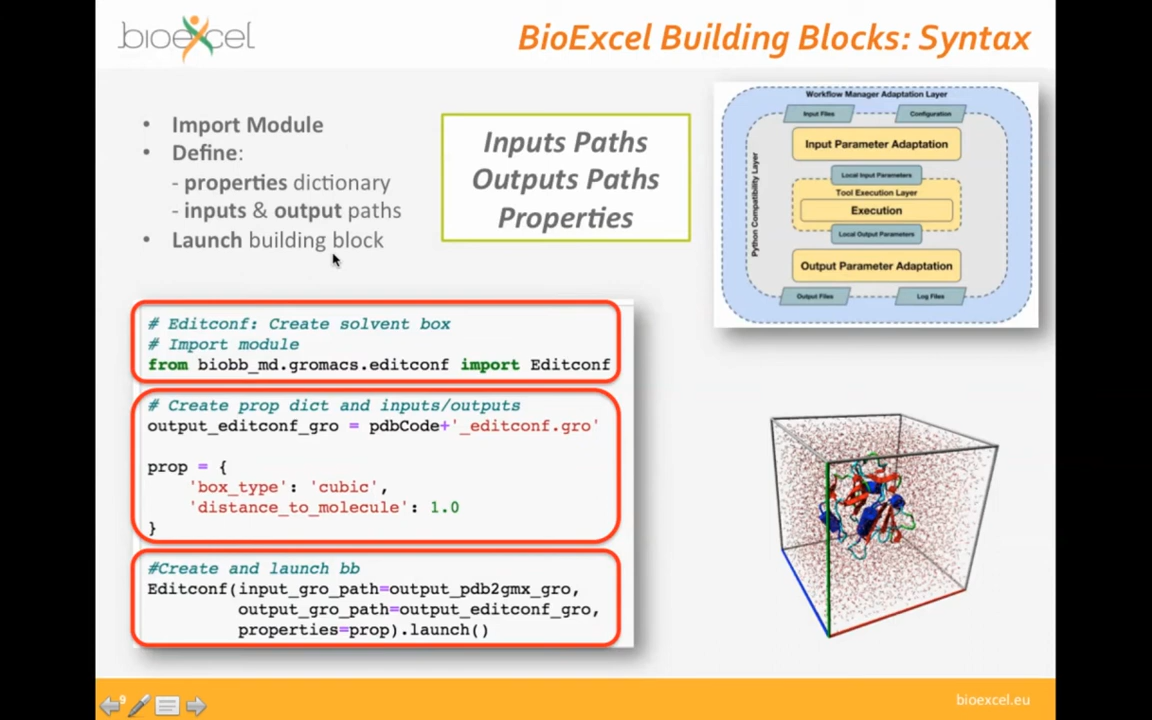 bioexcel
BioExcel Building Blocks: Syntax
• Import Module
• Define:
- properties dictionary
- inputs & output paths
• Launch building block
Inputs Paths
Outputs Paths
Properties
Workflow Manager Adaptation Layer
Input Files
Configuration
Input Parameter Adaptation
Python Compatibility Layer
Local Input Parameters
Tool Execution Layer
Execution
Local Output Parameters
Output Parameter Adaptation
Output Files
Log Files
# Editconf: Create solvent box
# Import module
from biobb_md.gromacs.editconf import Editconf
# Create prop dict and inputs/outputs
output_editconf_gro = pdbCode+'_editconf.gro'
prop = {
'box_type': 'cubic',
'distance_to_molecule': 1.0
}
#Create and launch bb
Editconf(input_gro_path=output_pdb2gmx_gro,
output_gro_path=output_editconf_gro,
properties=prop).launch()
9
bioexcel.eu